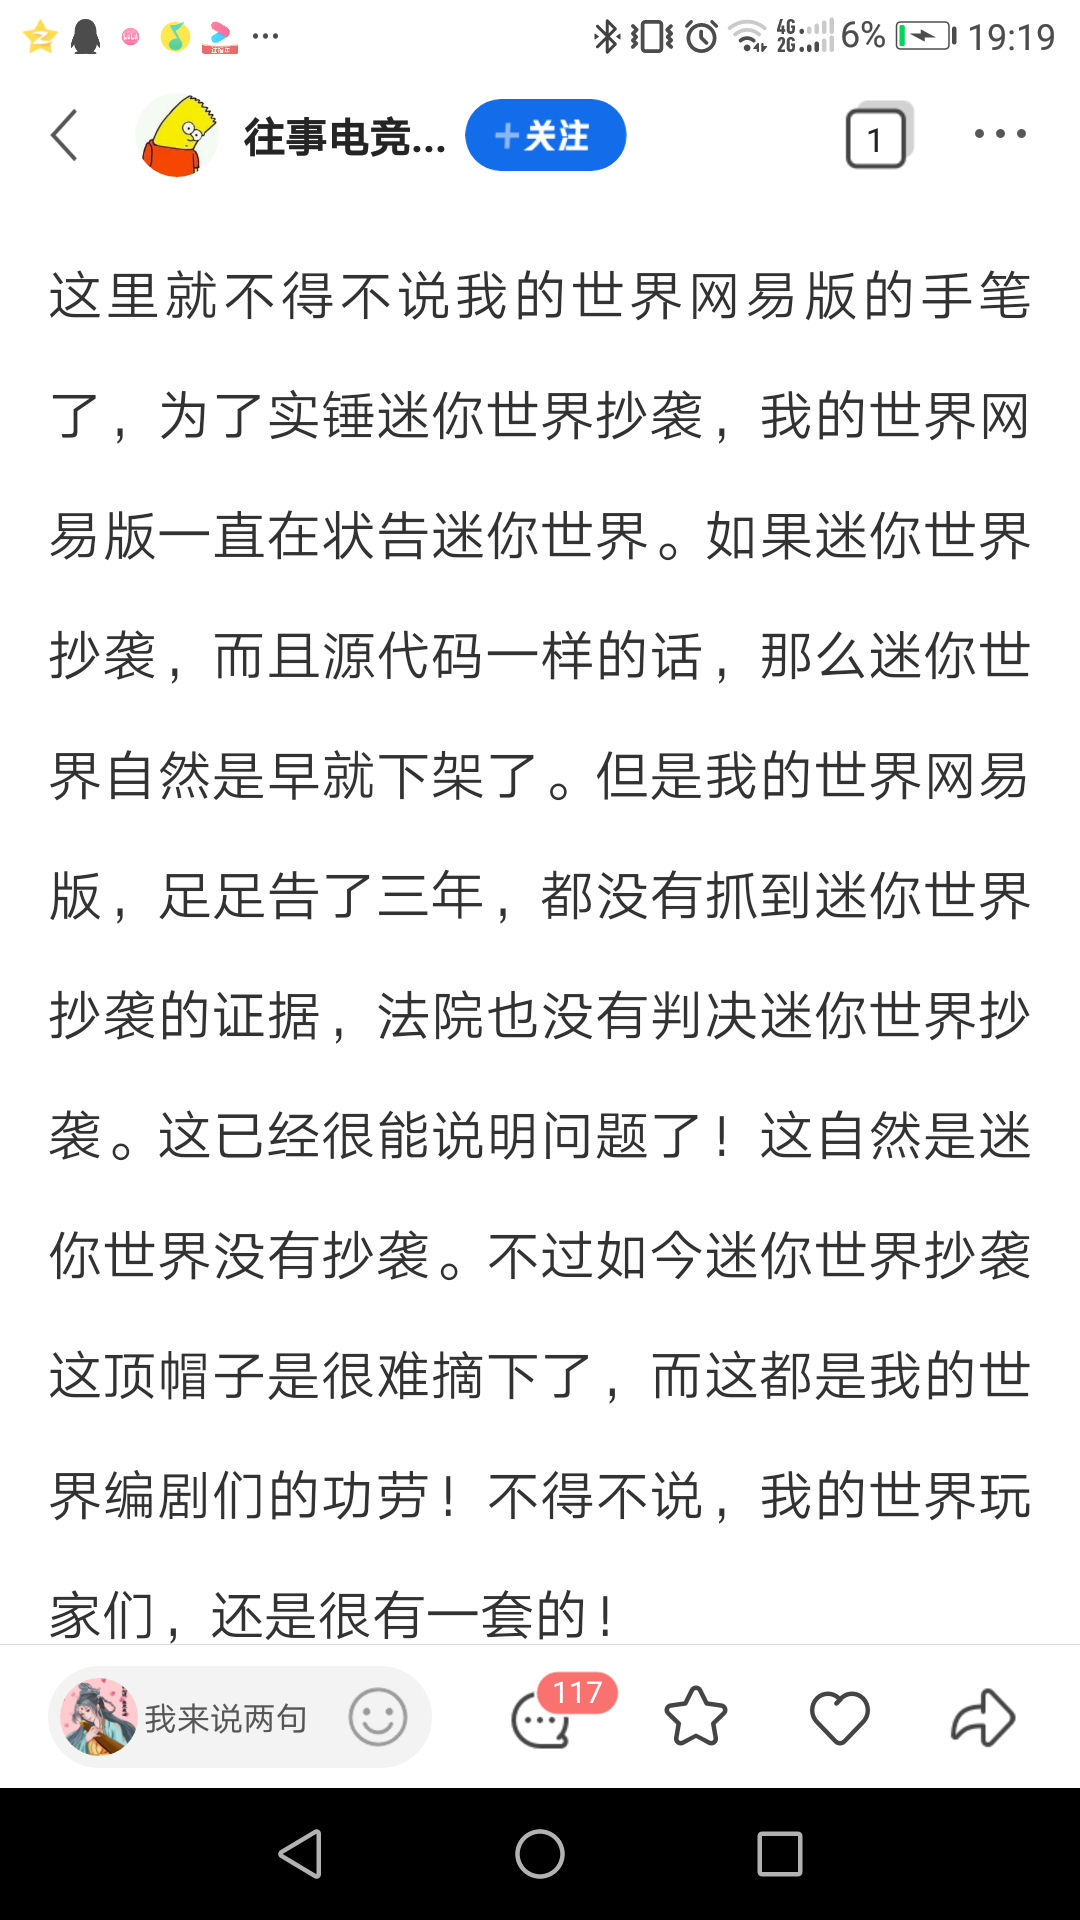 4G 2G 6% 19:19
往事电竞... +关注 1
这里就不得不说我的世界网易版的手笔
了，为了实锤迷你世界抄袭，我的世界网
易版一直在状告迷你世界。如果迷你世界
抄袭，而且源代码一样的话，那么迷你世
界自然是早就下架了。但是我的世界网易
版，足足告了三年，都没有抓到迷你世界
抄袭的证据，法院也没有判决迷你世界抄
袭。这已经很能说明问题了！这自然是迷
你世界没有抄袭。不过如今迷你世界抄袭
这顶帽子是很难摘下了，而这都是我的世
界编剧们的功劳！不得不说，我的世界玩
家们，还是很有一套的！
我来说两句 117